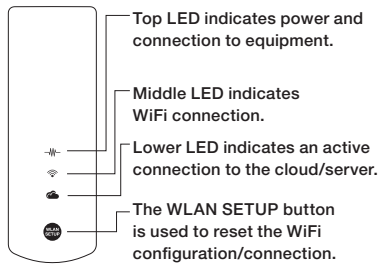 Top LED indicates power and
connection to equipment.
Middle LED indicates
WiFi connection.
Lower LED indicates an active
connection to the cloud/server.
WLAN
SETUP
The WLAN SETUP button
is used to reset the WiFi
configuration/connection.